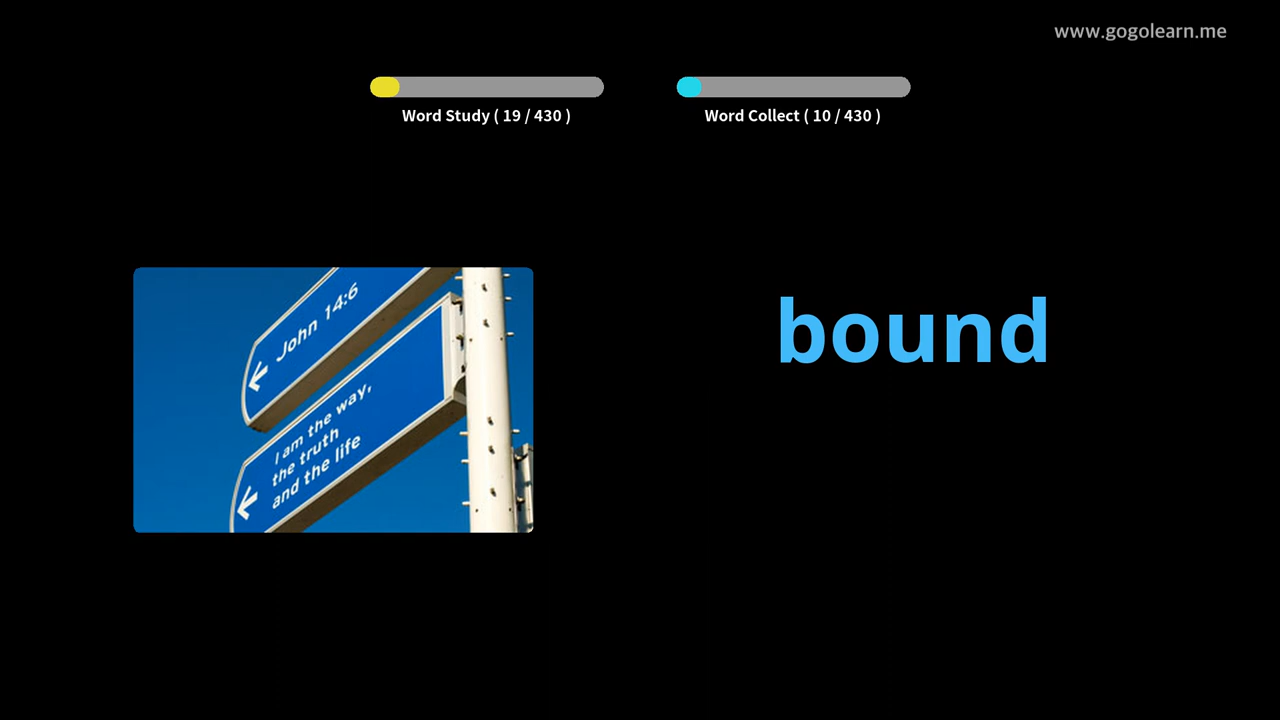 www.gogolearn.me
Word Study ( 19 / 430 )
Word Collect ( 10 / 430 )
John 14:6
I am the way,
the truth
and the life
bound